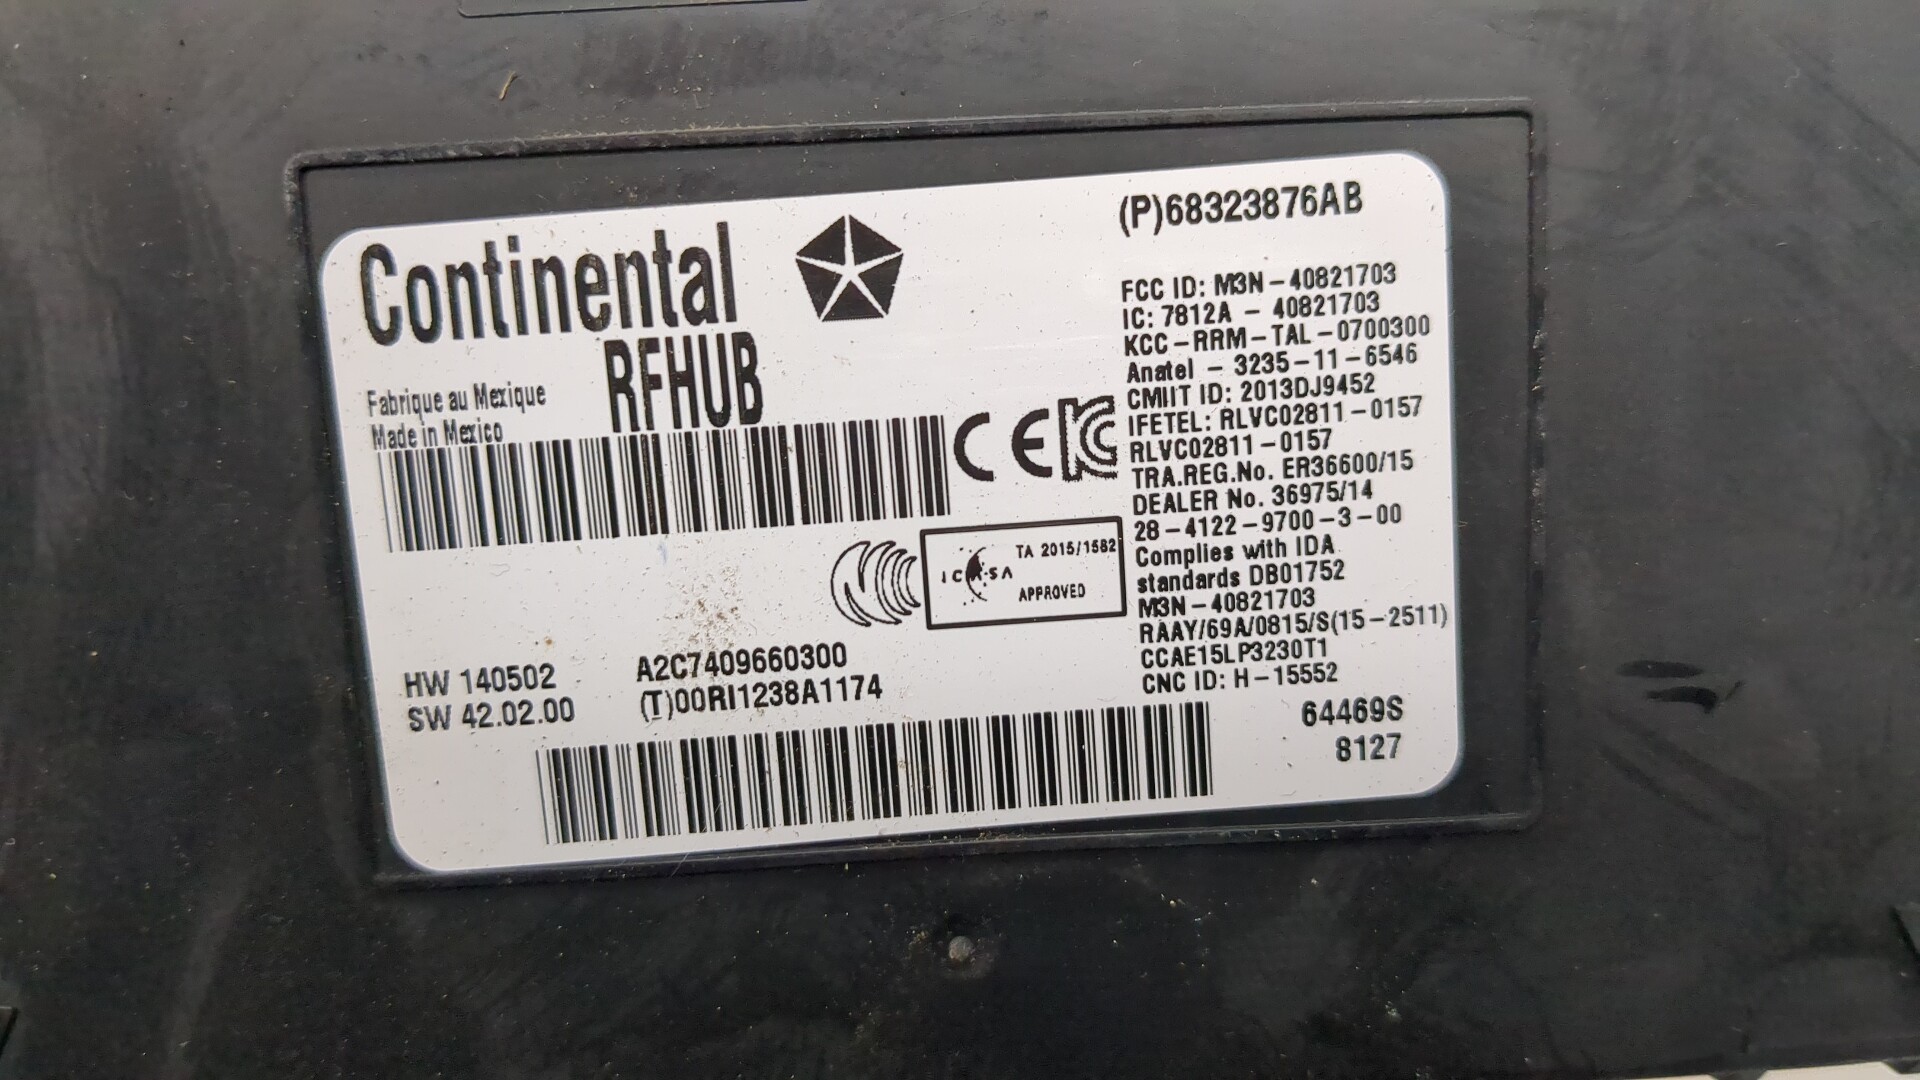 Continental
RFHUB
Fabrique au Mexique
Made in Mexico
(P)68323876AB
FCC ID: M3N-40821703
IC: 7812A - 40821703
KCC-RRM-TAL-0700300
Anatel - 3235-11-6546
CMIIT ID: 2013DJ9452
IFETEL: RLVC02811-0157
RLVC02811-0157
TRA.REG.No. ER36600/15
DEALER No. 36975/14
28-4122-9700-3-00
Complies with IDA
standards DB01752
M3N-40821703
RAAY/69A/0815/S(15-2511)
CCAE15LP3230T1
CNC ID: H-15552
CE
TA 2015/1582
ICASA
APPROVED
HW 140502
SW 42.02.00
A2C7409660300
(T)00RI1238A1174
64469S
8127